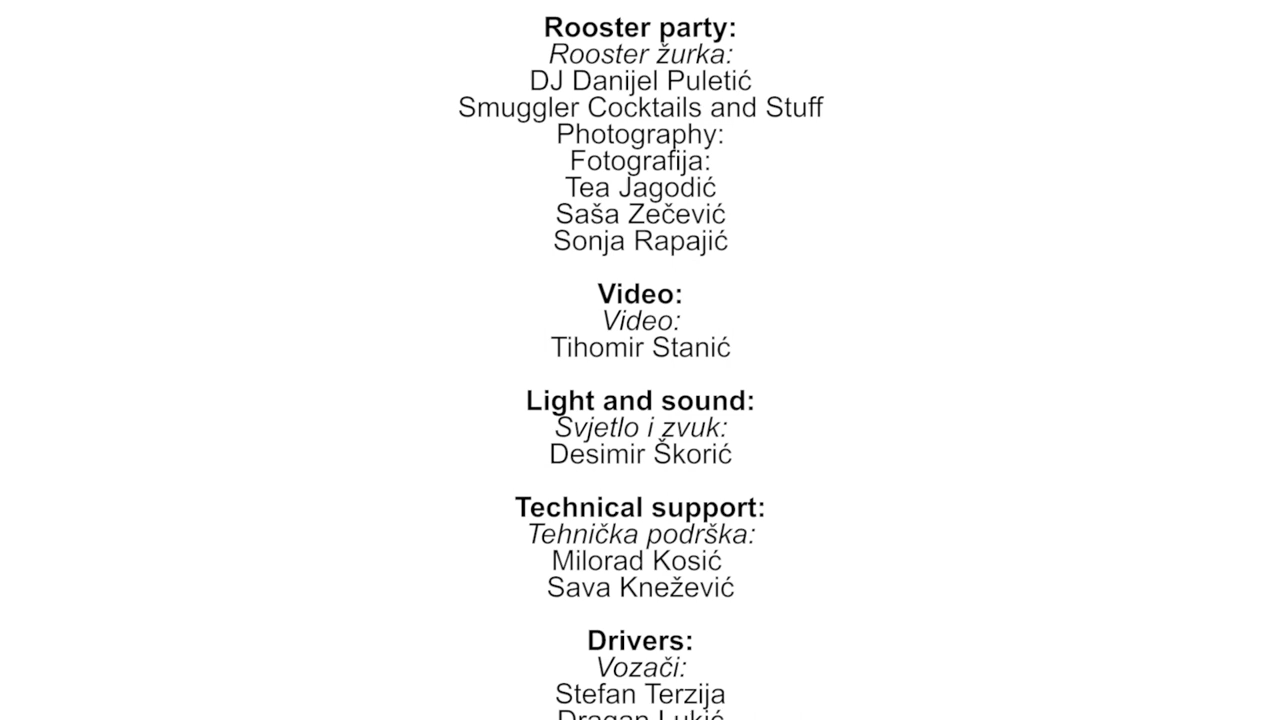 Rooster party:
Rooster žurka:
DJ Danijel Puletić
Smuggler Cocktails and Stuff
Photography:
Fotografija:
Tea Jagodić
Saša Zečević
Sonja Rapajić
Video:
Video:
Tihomir Stanić
Light and sound:
Svjetlo i zvuk:
Desimir Škorić
Technical support:
Tehnička podrška:
Milorad Kosić
Sava Knežević
Drivers:
Vozači:
Stefan Terzija
Dragan Lukić